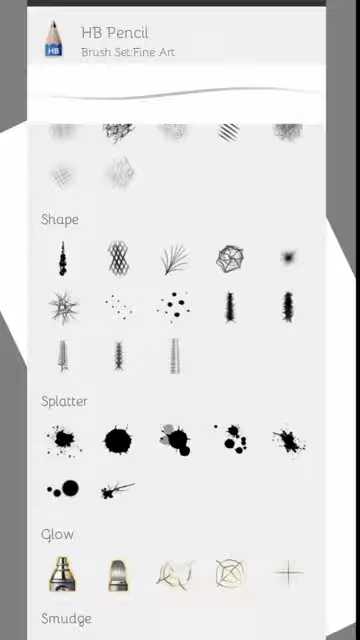 HB Pencil
Brush Set:Fine Art
HB
Shape
Splatter
Glow
Smudge